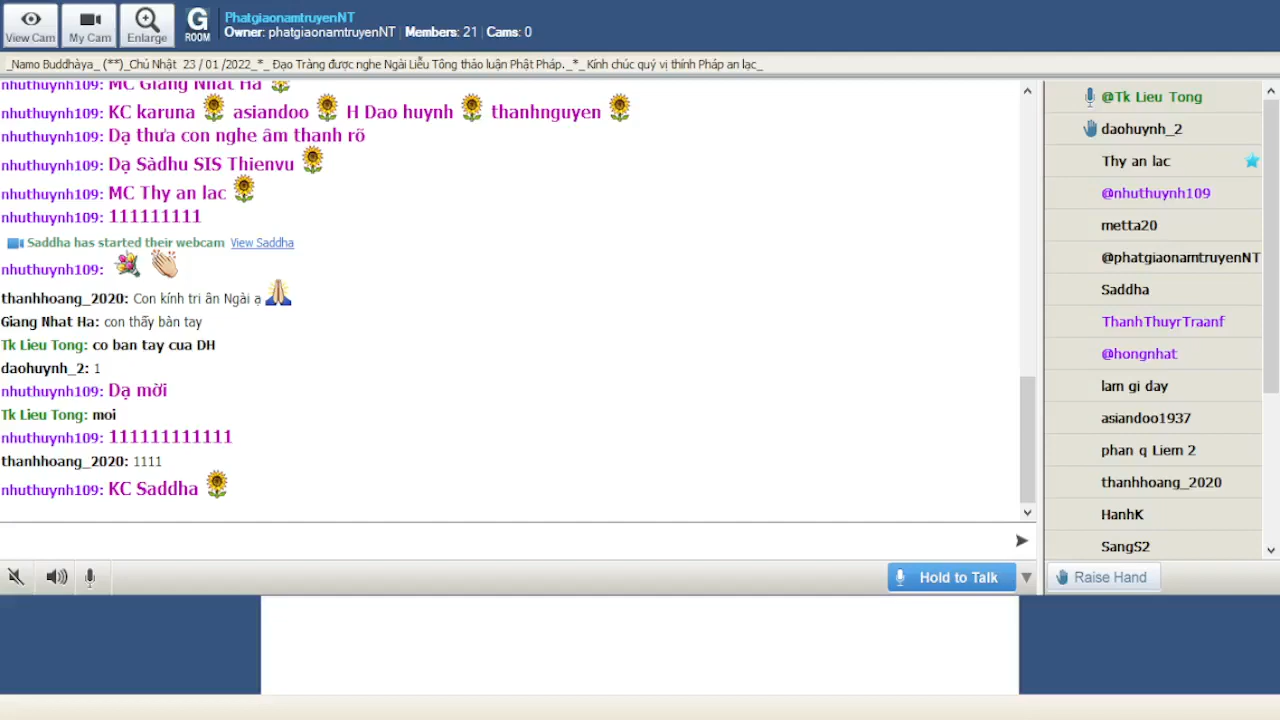 View Cam
My Cam
Enlarge
G
ROOM
PhatgiaonamtruyenNT
Owner: phatgiaonamtruyenNT | Members: 21 | Cams: 0
_Namo Buddhàya_ (**)_Chủ Nhật 23 / 01 /2022_*_ Đạo Tràng được nghe Ngài Liễu Tông thảo luận Phật Pháp._*_ Kính chúc quý vị thính Pháp an lạc_
nhuthuynh109: MC Giang Nhat Ha
nhuthuynh109: KC karuna asiandoo H Dao huynh thanhnguyen
nhuthuynh109: Dạ thưa con nghe âm thanh rõ
nhuthuynh109: Dạ Sàdhu SIS Thienvu
nhuthuynh109: MC Thy an lac
nhuthuynh109: 111111111
Saddha has started their webcam View Saddha
nhuthuynh109:
thanhhoang_2020: Con kính tri ân Ngài ạ
Giang Nhat Ha: con thấy bàn tay
Tk Lieu Tong: co ban tay cua DH
daohuynh_2: 1
nhuthuynh109: Dạ mời
Tk Lieu Tong: moi
nhuthuynh109: 111111111111
thanhhoang_2020: 1111
nhuthuynh109: KC Saddha
Hold to Talk
@Tk Lieu Tong
daohuynh_2
Thy an lac
@nhuthuynh109
metta20
@phatgiaonamtruyenNT
Saddha
ThanhThuyrTraanf
@hongnhat
lam gi day
asiandoo1937
phan q Liem 2
thanhhoang_2020
HanhK
SangS2
Raise Hand